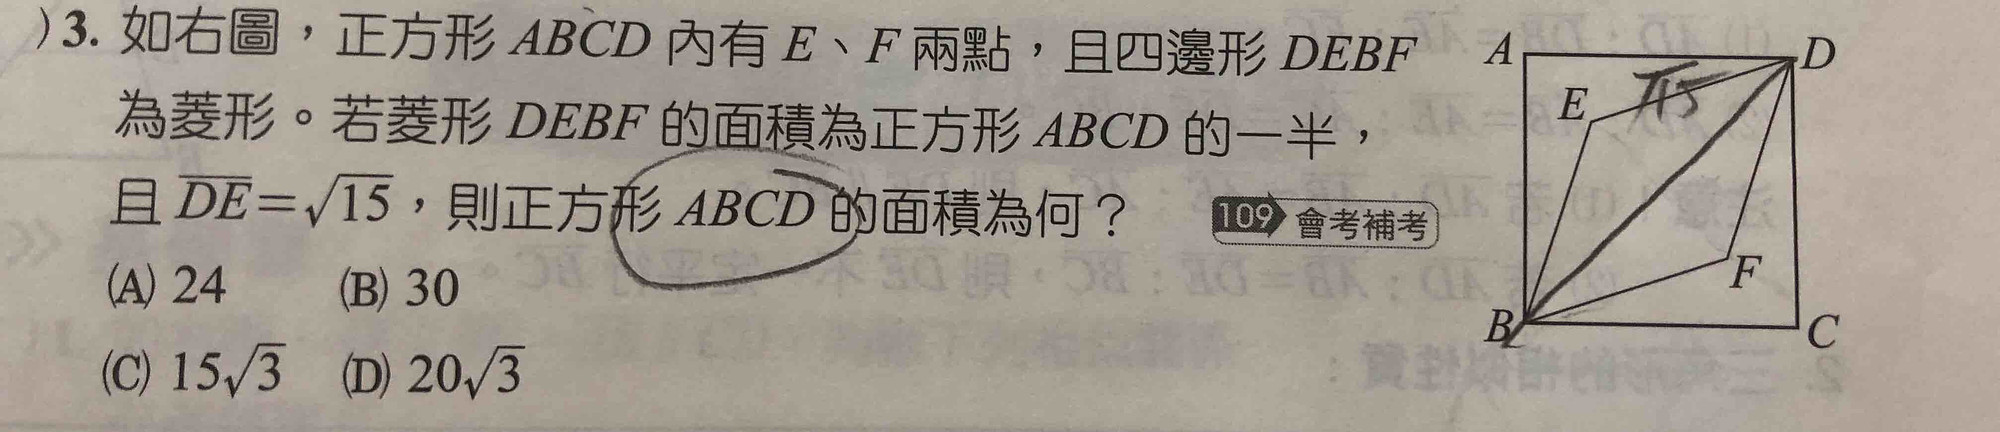 )3. 如右圖，正方形 ABCD 內有 E、F 兩點，且四邊形 DEBF
為菱形。若菱形 DEBF 的面積為正方形 ABCD 的一半，
且 DE=√15，則正方形 ABCD 的面積為何？ 109 會考補考
(A) 24 (B) 30
(C) 15√3 (D) 20√3
A D
E √15
F
B C